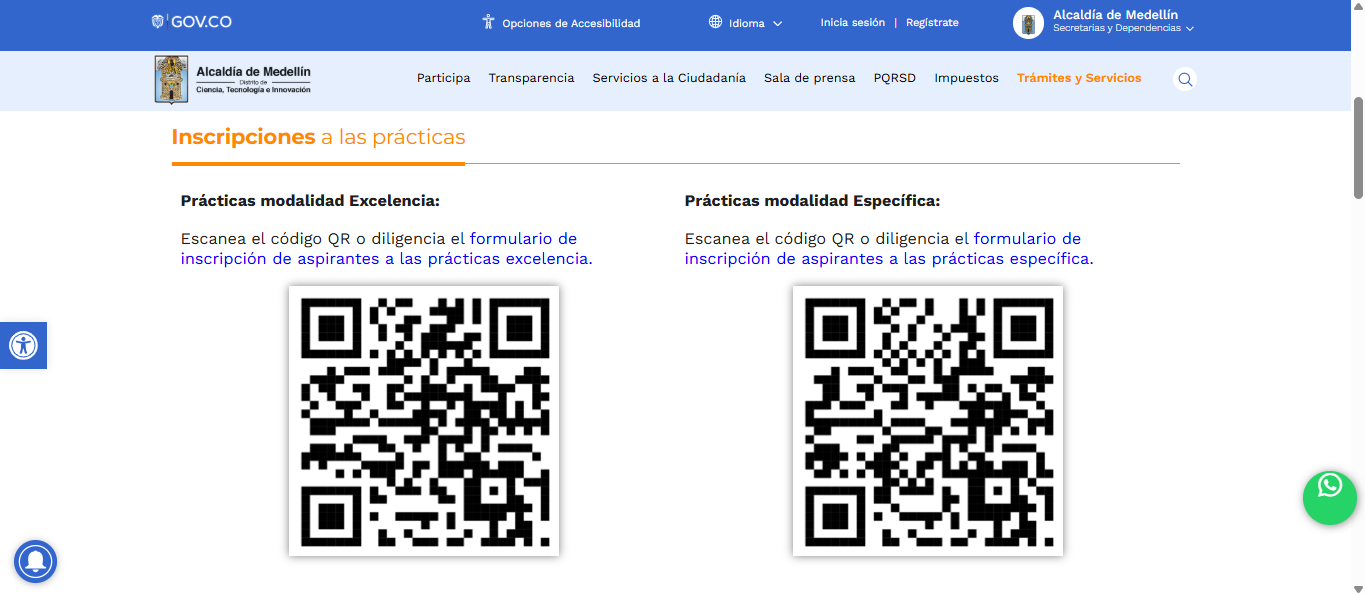 GOV.CO
Opciones de Accesibilidad
Idioma
Inicia sesión | Regístrate
Alcaldía de Medellín
Secretarias y Dependencias
Alcaldía de Medellín
Distrito de
Ciencia, Tecnología e Innovación
Participa
Transparencia
Servicios a la Ciudadanía
Sala de prensa
PQRSD
Impuestos
Trámites y Servicios
Inscripciones a las prácticas
Prácticas modalidad Excelencia:
Escanea el código QR o diligencia el formulario de
inscripción de aspirantes a las prácticas excelencia.
Prácticas modalidad Específica:
Escanea el código QR o diligencia el formulario de
inscripción de aspirantes a las prácticas específica.